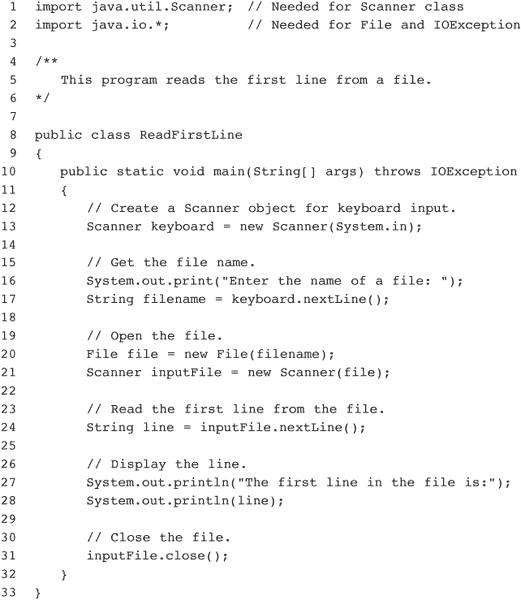 1 import java.util.Scanner; // Needed for Scanner class
2 import java.io.*; // Needed for File and IOException
3
4 /**
5 This program reads the first line from a file.
6 */
7
8 public class ReadFirstLine
9 {
10 public static void main(String[] args) throws IOException
11 {
12 // Create a Scanner object for keyboard input.
13 Scanner keyboard = new Scanner(System.in);
14
15 // Get the file name.
16 System.out.print("Enter the name of a file: ");
17 String filename = keyboard.nextLine();
18
19 // Open the file.
20 File file = new File(filename);
21 Scanner inputFile = new Scanner(file);
22
23 // Read the first line from the file.
24 String line = inputFile.nextLine();
25
26 // Display the line.
27 System.out.println("The first line in the file is:");
28 System.out.println(line);
29
30 // Close the file.
31 inputFile.close();
32 }
33 }